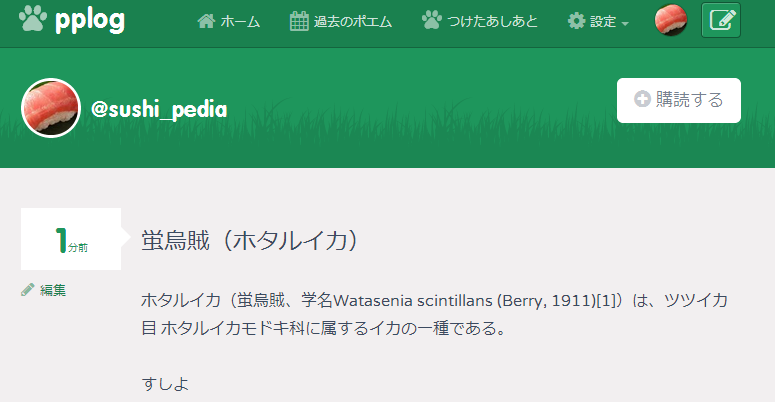 pplog
ホーム
過去のポエム
つけたあしあと
設定
@sushi_pedia
購読する
1分前
編集
蛍烏賊（ホタルイカ）
ホタルイカ（蛍烏賊、学名Watasenia scintillans (Berry, 1911)[1]）は、ツツイカ
目 ホタルイカモドキ科に属するイカの一種である。
すしよ